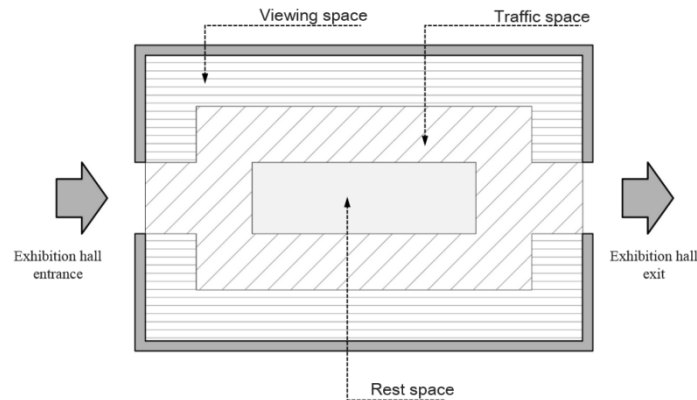 Viewing space
Traffic space
Exhibition hall
entrance
Exhibition hall
exit
Rest space